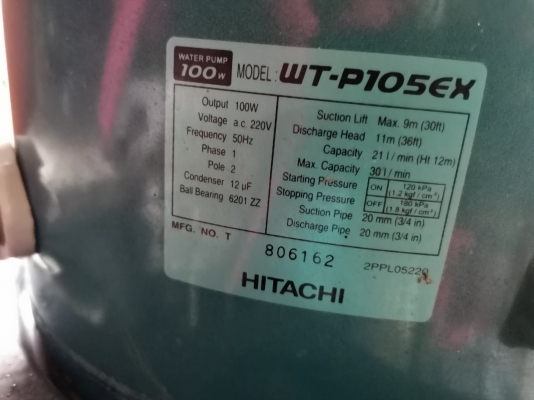 WATER PUMP
100W
MODEL: WT-P105EX
Output 100W
Voltage a.c. 220V
Frequency 50Hz
Phase 1
Pole 2
Condenser 12 µF
Ball Bearing 6201 ZZ
Suction Lift Max. 9m (30ft)
Discharge Head 11m (36ft)
Capacity 21 l / min (Ht 12m)
Max. Capacity 30 l / min
Starting Pressure ON 120 kPa (1.2 kgf / cm²)
Stopping Pressure OFF 180 kPa (1.8 kgf / cm²)
Suction Pipe 20 mm (3/4 in)
Discharge Pipe 20 mm (3/4 in)
MFG. NO. T 806162
2PPL05220
HITACHI